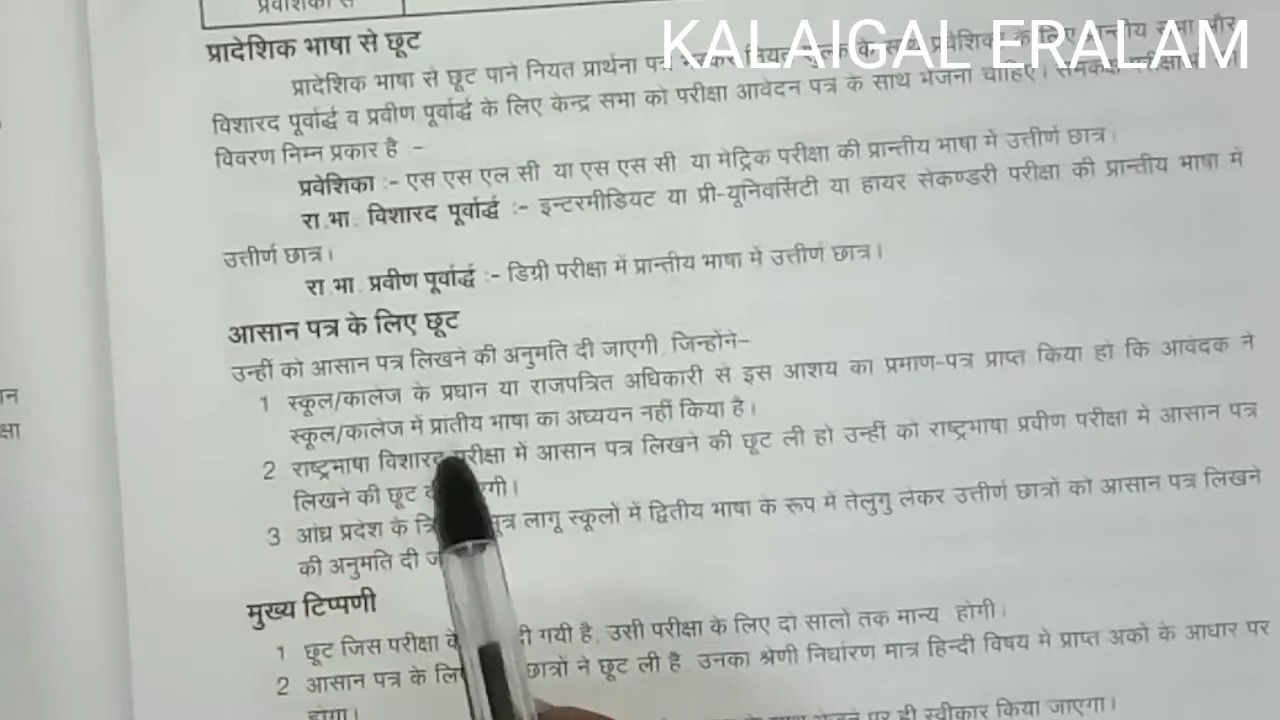 प्रवेशिका से
KALAIGAL ERALAM
प्रादेशिक भाषा से छूट
प्रादेशिक भाषा से छूट पाने नियत प्रार्थना पत्र
विशारद पूर्वार्द्ध व प्रवीण पूर्वार्द्ध के लिए केन्द्र सभा को परीक्षा आवेदन पत्र के साथ भेजना चाहिए।
विवरण निम्न प्रकार है :-
प्रवेशिका :- एस एस एल सी या एस एस सी या मेट्रिक परीक्षा की प्रान्तीय भाषा में उत्तीर्ण छात्र।
रा.भा. विशारद पूर्वार्द्ध :- इन्टरमीडियट या प्री-यूनिवर्सिटी या हायर सेकण्डरी परीक्षा की प्रान्तीय भाषा में
उत्तीर्ण छात्र।
रा.भा. प्रवीण पूर्वार्द्ध :- डिग्री परीक्षा में प्रान्तीय भाषा में उत्तीर्ण छात्र।
आसान पत्र के लिए छूट
उन्हीं को आसान पत्र लिखने की अनुमति दी जाएगी जिन्होंने–
1 स्कूल/कालेज के प्रधान या राजपत्रित अधिकारी से इस आशय का प्रमाण-पत्र प्राप्त किया हो कि आवेदक ने
स्कूल/कालेज में प्रांतीय भाषा का अध्ययन नहीं किया है।
2 राष्ट्रभाषा विशारद परीक्षा में आसान पत्र लिखने की छूट ली हो उन्हीं को राष्ट्रभाषा प्रवीण परीक्षा में आसान पत्र
लिखने की छूट
3 आंध्र प्रदेश के लागू स्कूलों में द्वितीय भाषा के रूप में तेलुगु लेकर उत्तीर्ण छात्रों को आसान पत्र लिखने
की अनुमति दी
मुख्य टिप्पणी
1 छूट जिस परीक्षा दी गयी है, उसी परीक्षा के लिए दो सालों तक मान्य होगी।
2 आसान पत्र के छात्रों ने छूट ली है उनका श्रेणी निर्धारण मात्र हिन्दी विषय में प्राप्त अंकों के आधार पर
होगा।
पर ही स्वीकार किया जाएगा।